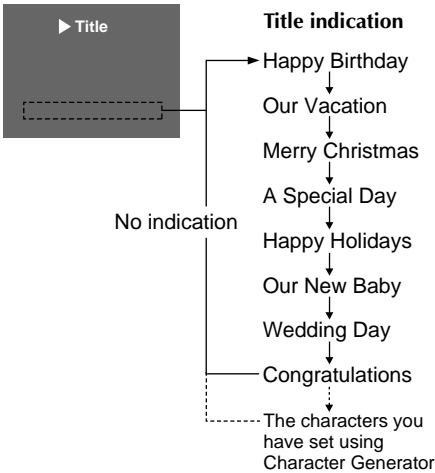 Title
Title indication
Happy Birthday
Our Vacation
Merry Christmas
A Special Day
No indication
Happy Holidays
Our New Baby
Wedding Day
Congratulations
The characters you
have set using
Character Generator